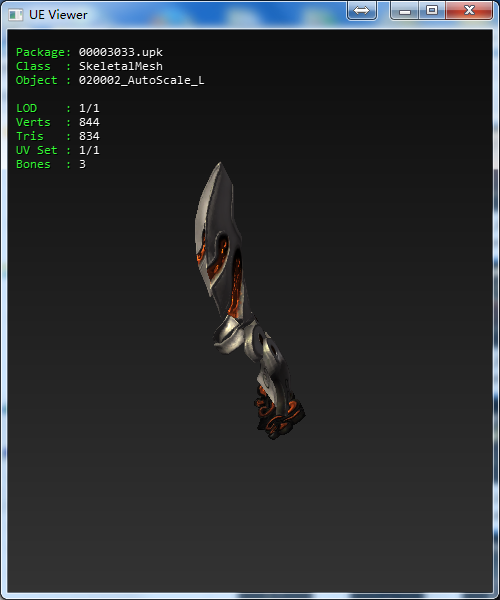 UE Viewer
Package: 00003033.upk
Class  : SkeletalMesh
Object : 020002_AutoScale_L
LOD    : 1/1
Verts  : 844
Tris   : 834
UV Set : 1/1
Bones  : 3